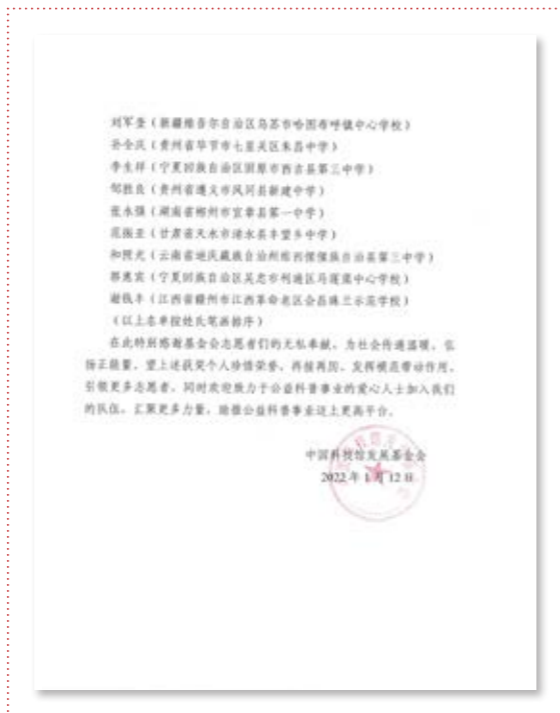 刘军奎（新疆维吾尔自治区乌苏市哈图布呼镇中心学校）
孙令庆（贵州省毕节市七星关区朱昌中学）
李生祥（宁夏回族自治区固原市西吉县第三中学）
邹胜良（贵州省遵义市凤冈县新建中学）
张永强（湖南省郴州市宜章县第一中学）
范振亚（甘肃省天水市清水县丰望乡中学）
和授光（云南省迪庆藏族自治州维西傈僳族自治县第三中学）
郭惠宾（宁夏回族自治区吴忠市利通区马莲渠中心学校）
谢钱丰（江西省赣州市江西革命老区会昌珠兰示范学校）
（以上名单按姓氏笔画排序）
在此特别感谢基金会志愿者们的无私奉献，为社会传递温暖、弘
扬正能量。望上述获奖个人珍惜荣誉，再接再厉，发挥模范带动作用，
引领更多志愿者。同时欢迎致力于公益科普事业的爱心人士加入我们
的队伍，汇聚更多力量，助推公益科普事业迈上更高平台。
中国科技馆发展基金会
2022年1月12日